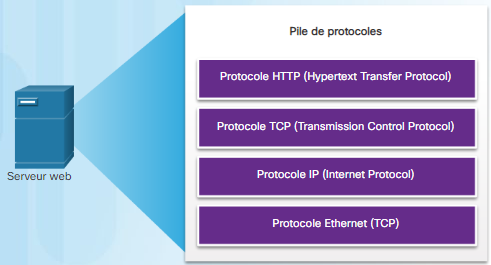 Pile de protocoles
Protocole HTTP (Hypertext Transfer Protocol)
Protocole TCP (Transmission Control Protocol)
Protocole IP (Internet Protocol)
Protocole Ethernet (TCP)
Serveur web